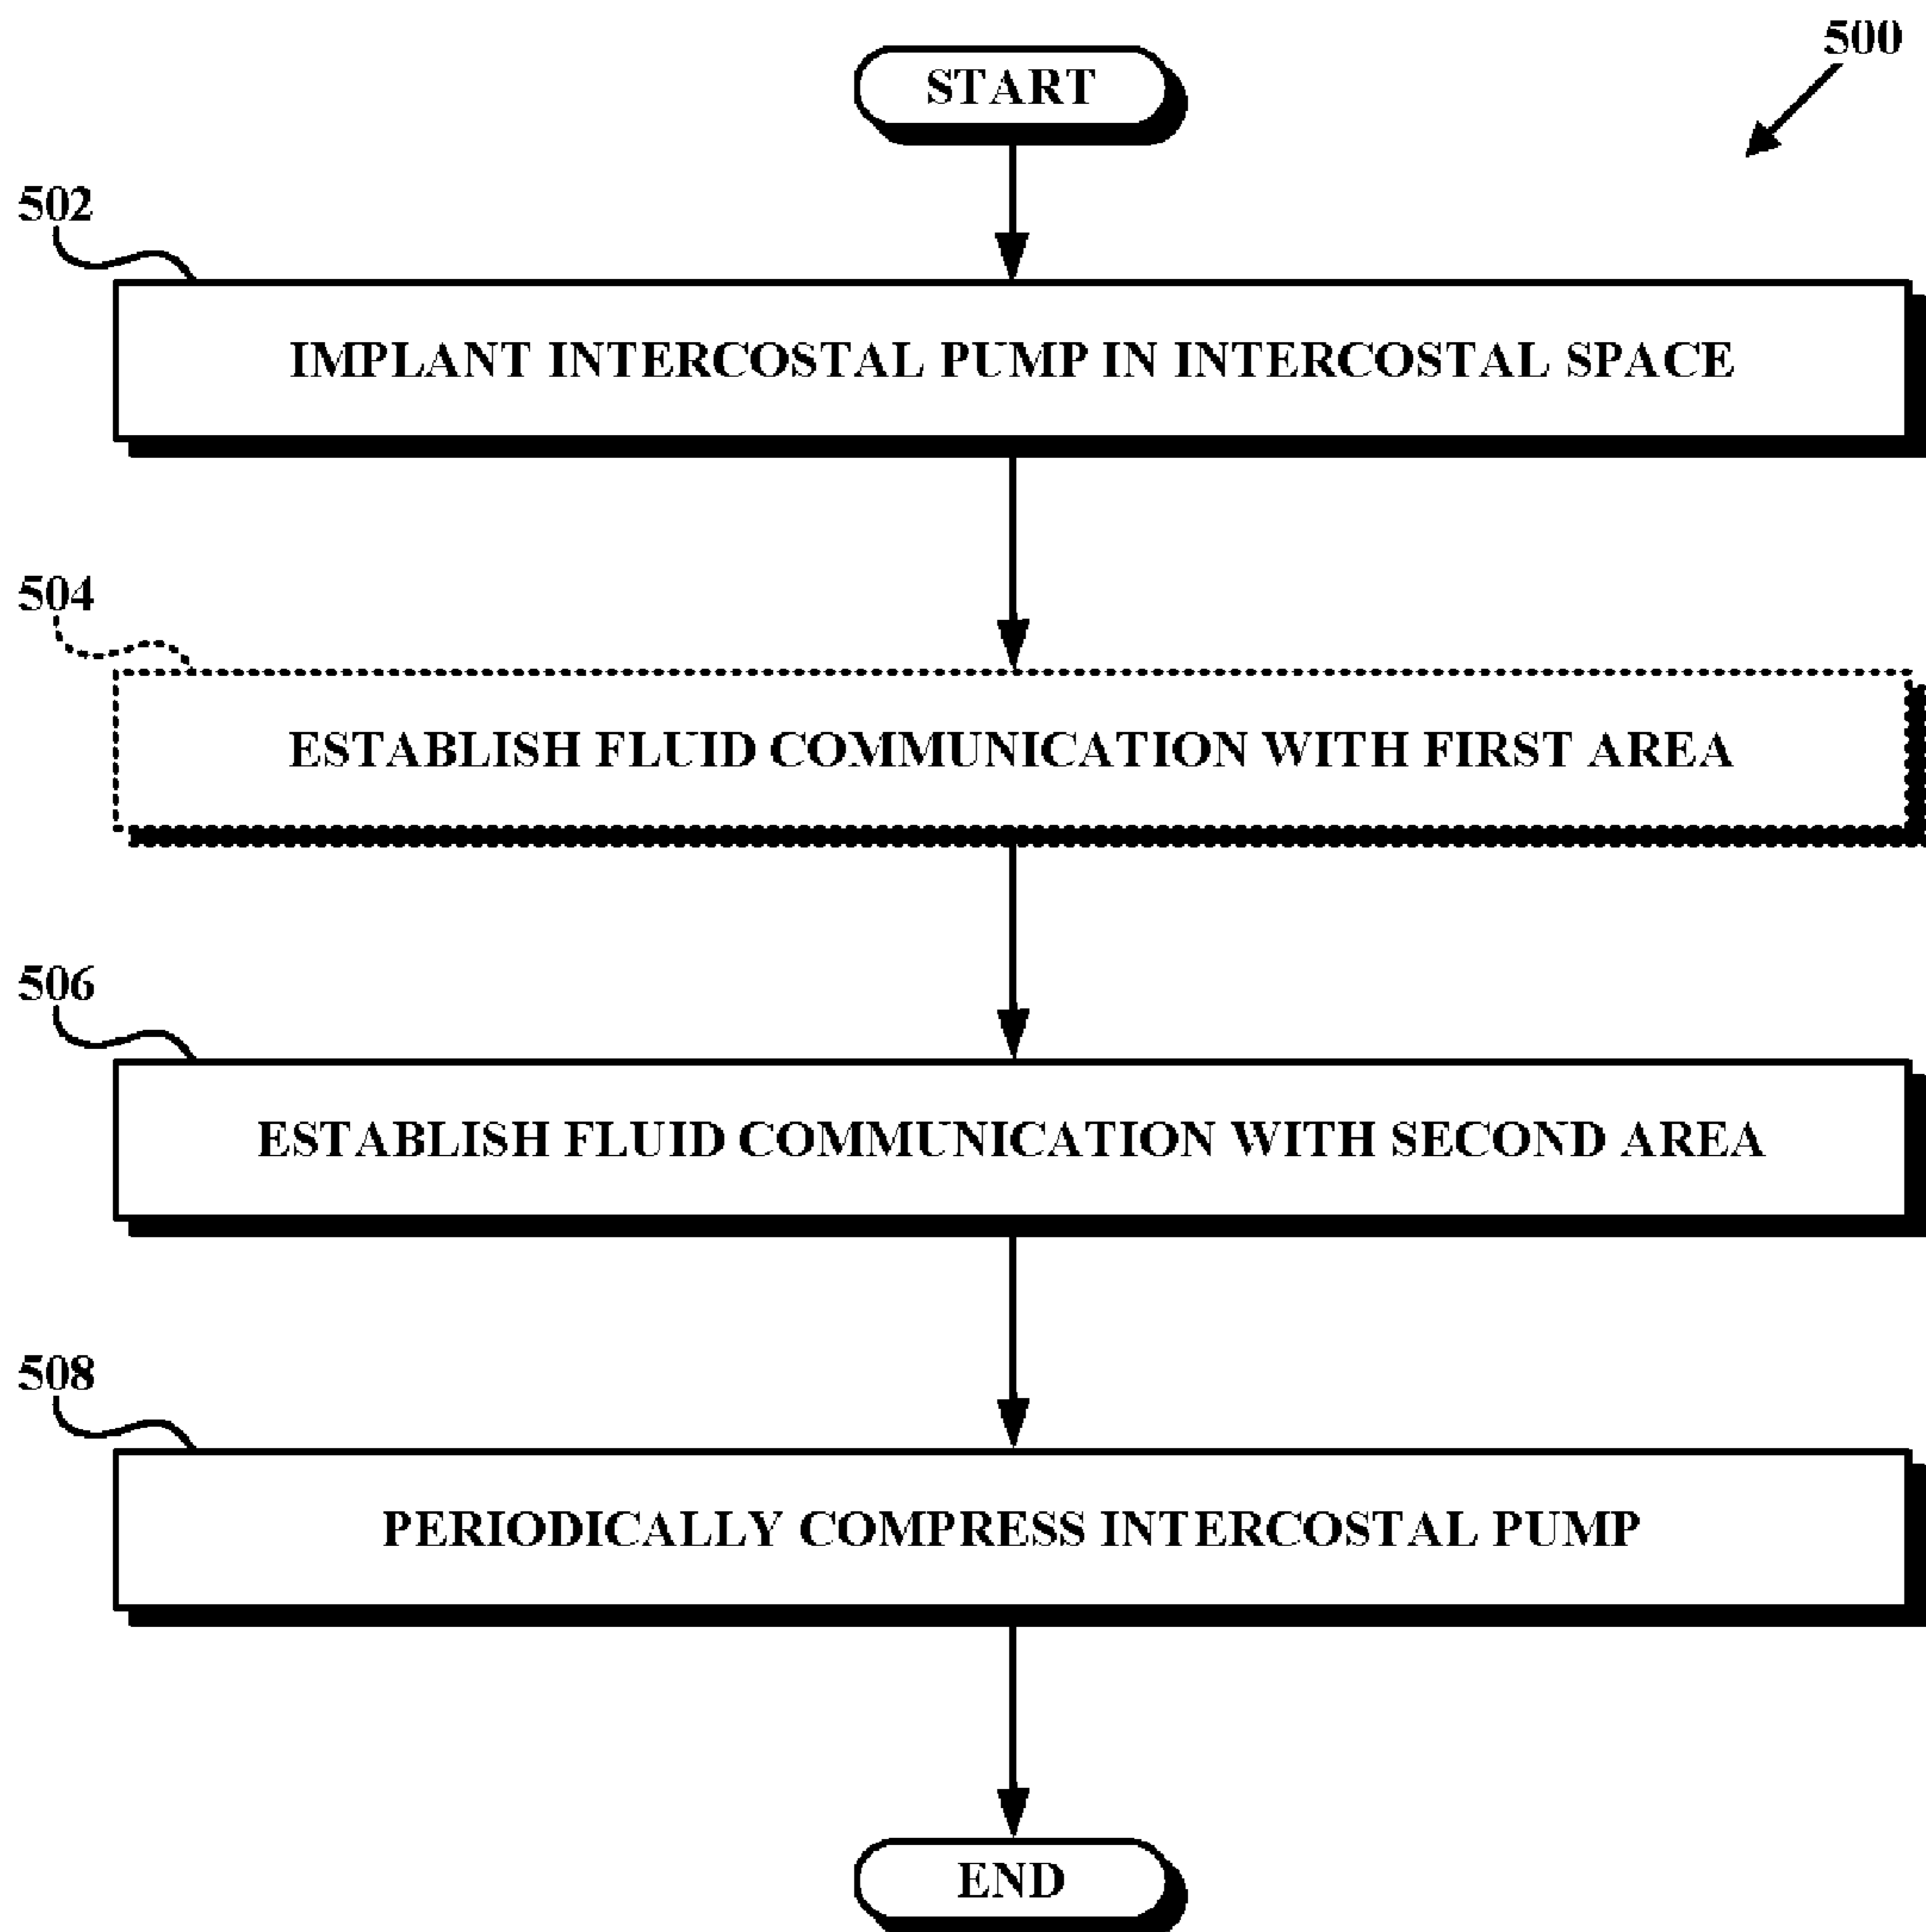 500
START
502
IMPLANT INTERCOSTAL PUMP IN INTERCOSTAL SPACE
504
ESTABLISH FLUID COMMUNICATION WITH FIRST AREA
506
ESTABLISH FLUID COMMUNICATION WITH SECOND AREA
508
PERIODICALLY COMPRESS INTERCOSTAL PUMP
END